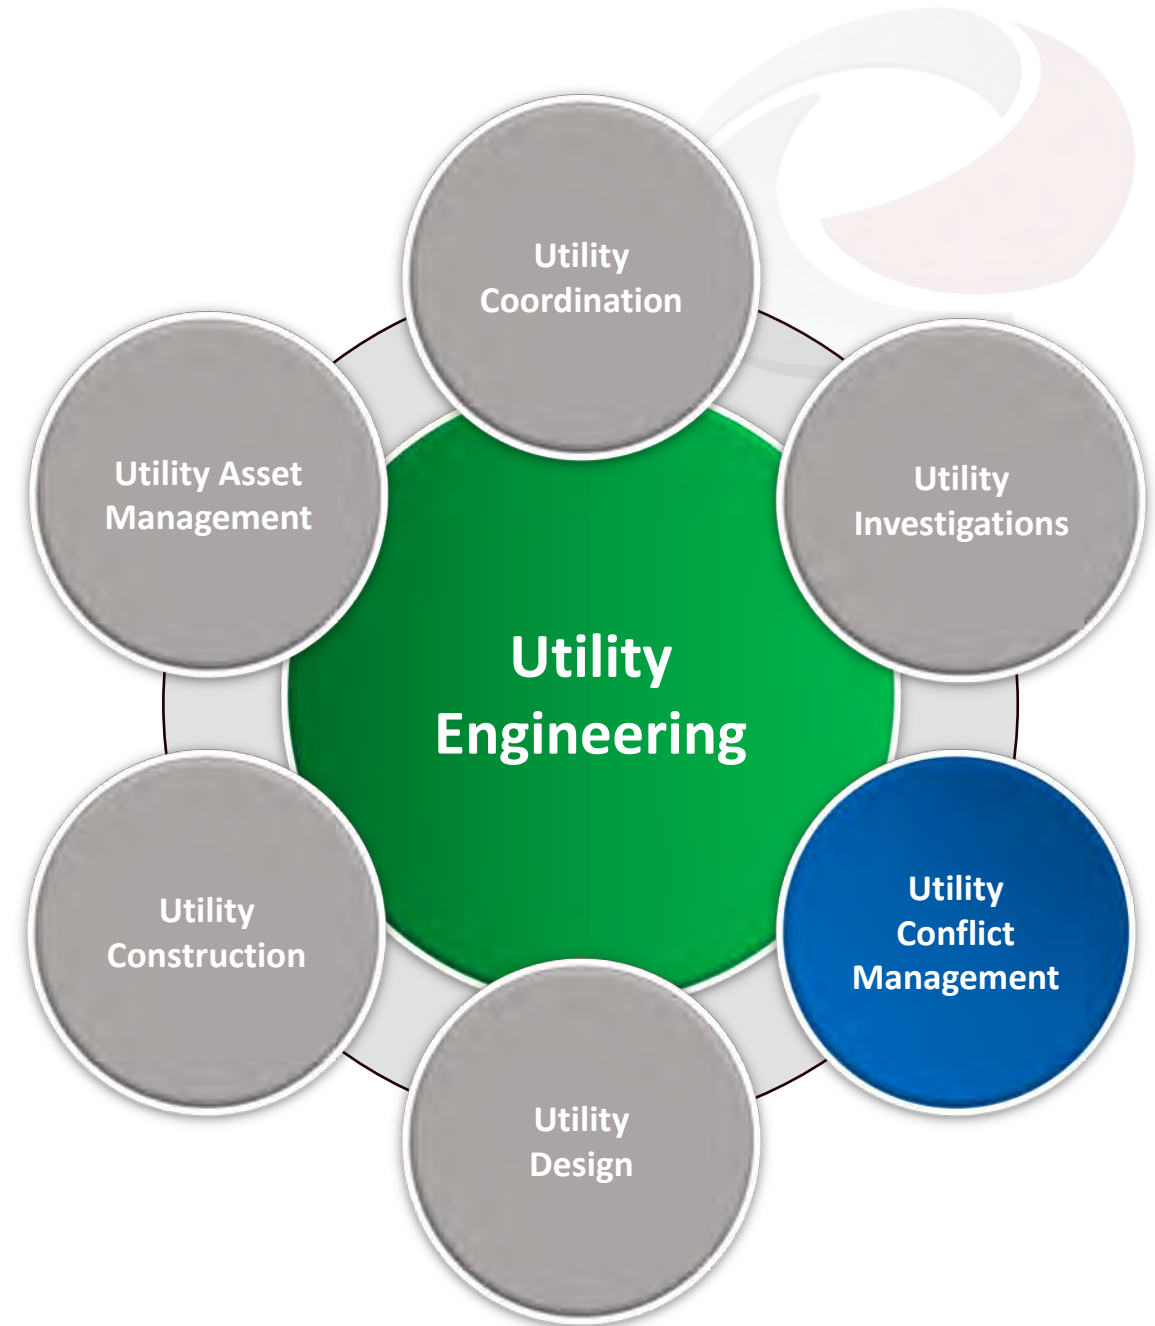 Utility
Coordination
Utility
Investigations
Utility
Conflict
Management
Utility
Design
Utility
Construction
Utility Asset
Management
Utility
Engineering